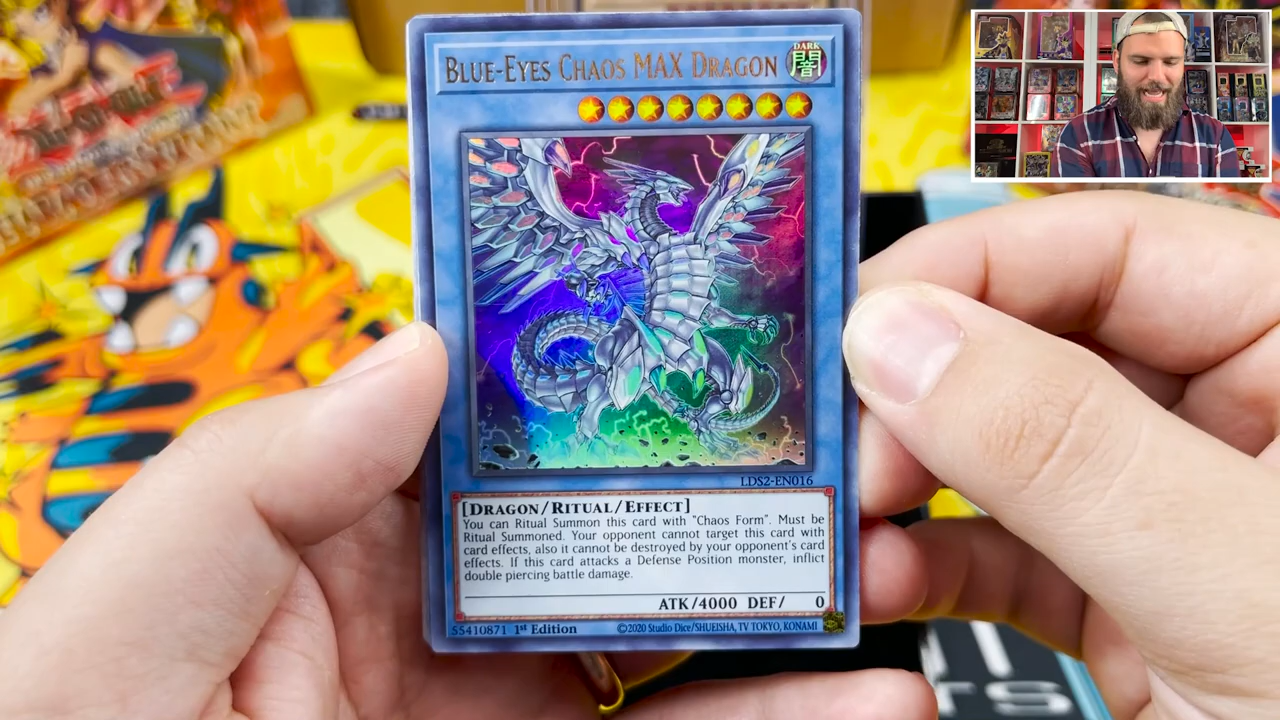 BLUE-EYES CHAOS MAX DRAGON
DARK
闇
LDS2-EN016
[DRAGON/RITUAL/EFFECT]
You can Ritual Summon this card with "Chaos Form". Must be
Ritual Summoned. Your opponent cannot target this card with
card effects, also it cannot be destroyed by your opponent's card
effects. If this card attacks a Defense Position monster, inflict
double piercing battle damage.
ATK/4000 DEF/ 0
55410871 1st Edition ©2020 Studio Dice/SHUEISHA, TV TOKYO, KONAMI